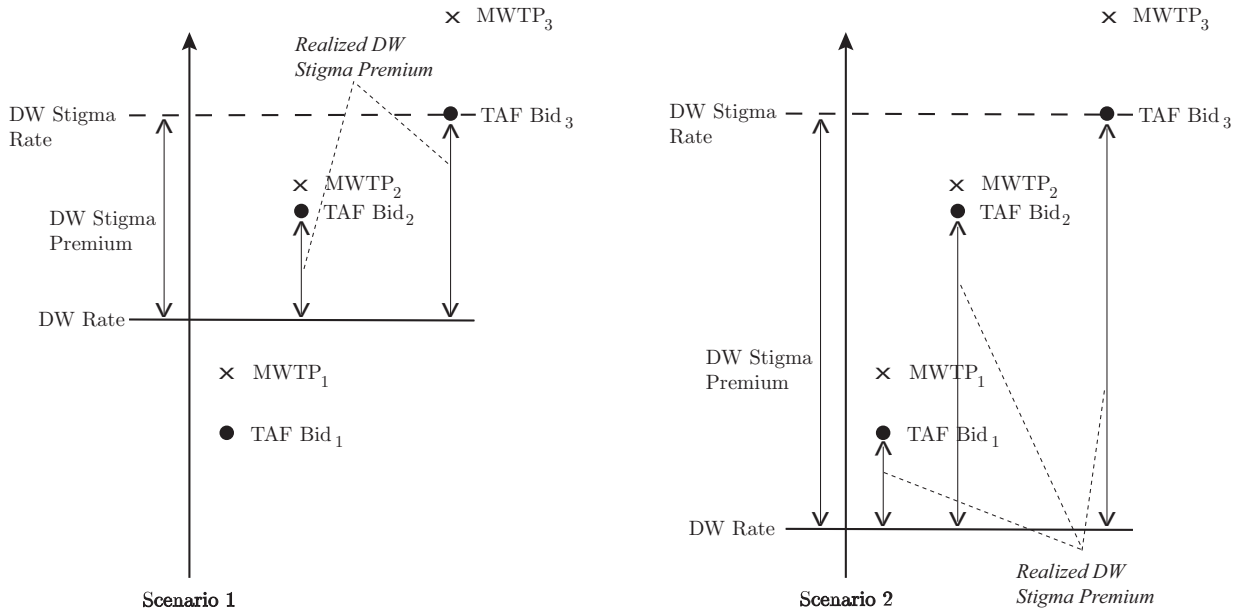 MWTP3
Realized DW
Stigma Premium
DW Stigma
Rate
TAF Bid3
MWTP2
TAF Bid2
DW Stigma
Premium
DW Rate
MWTP1
TAF Bid1
Scenario 1
MWTP3
DW Stigma
Rate
TAF Bid3
MWTP2
TAF Bid2
DW Stigma
Premium
MWTP1
TAF Bid1
DW Rate
Realized DW
Stigma Premium
Scenario 2